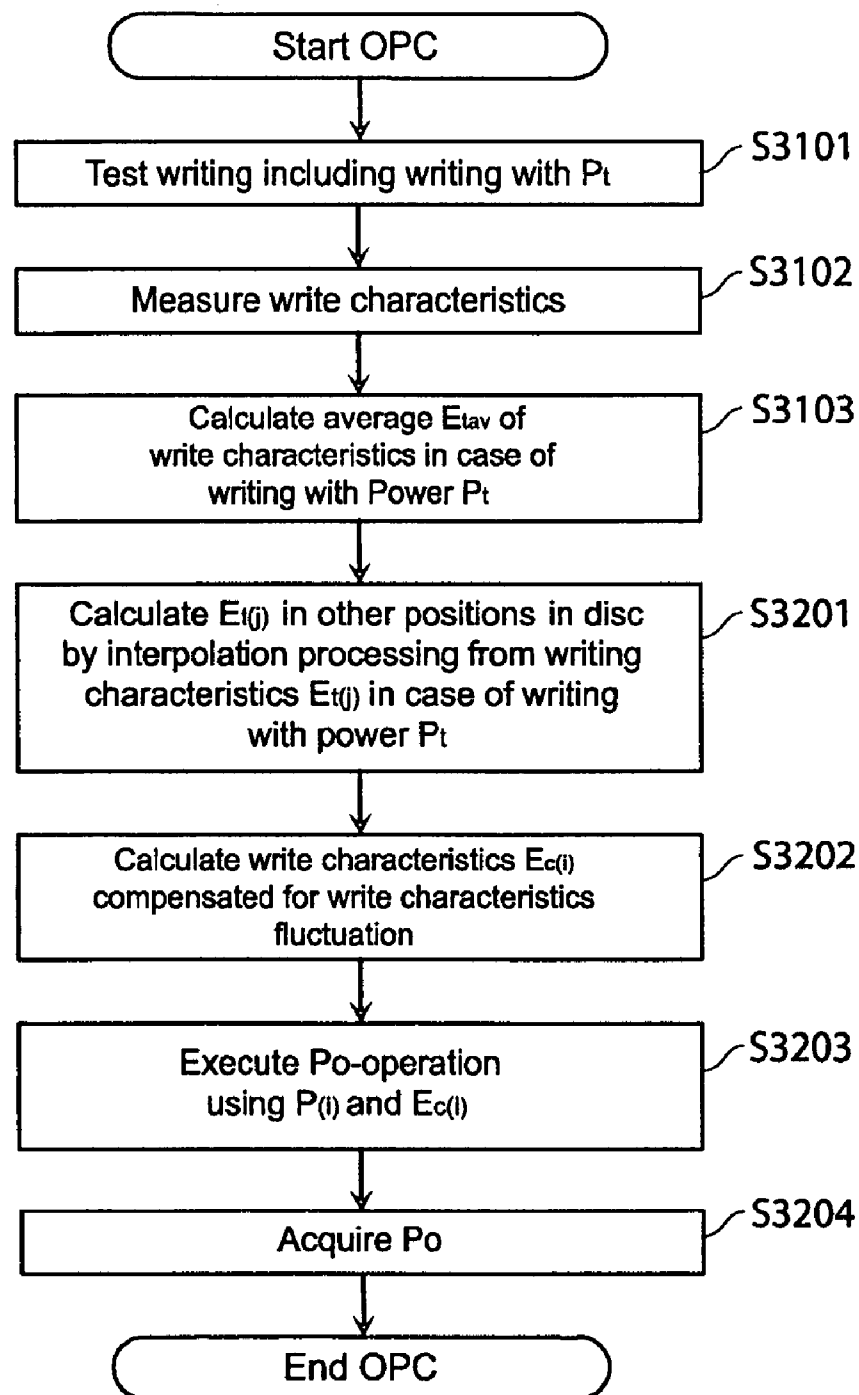 Start OPC
Test writing including writing with Pt
S3101
Measure write characteristics
S3102
Calculate average Etav of
write characteristics in case of
writing with Power Pt
S3103
Calculate Et(j) in other positions in disc
by interpolation processing from writing
characteristics Et(j) in case of writing
with power Pt
S3201
Calculate write characteristics Ec(i)
compensated for write characteristics
fluctuation
S3202
Execute Po-operation
using P(i) and Ec(i)
S3203
Acquire Po
S3204
End OPC